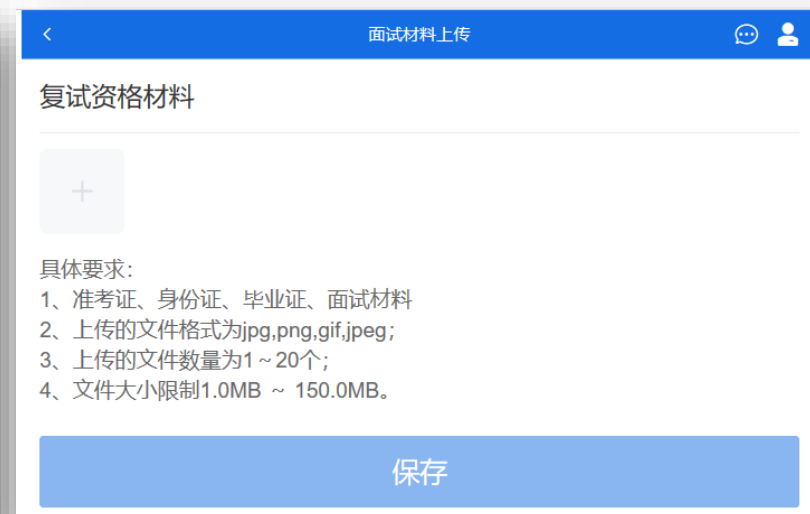 面试材料上传
复试资格材料
具体要求：
1、准考证、身份证、毕业证、面试材料
2、上传的文件格式为jpg,png,gif,jpeg；
3、上传的文件数量为1～20个；
4、文件大小限制1.0MB ～ 150.0MB。
保存